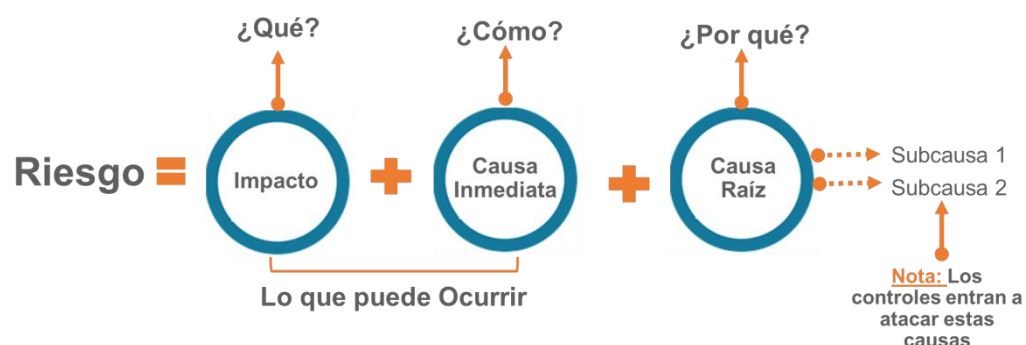 ¿Qué?
¿Cómo?
¿Por qué?
Riesgo =
Impacto
+
Causa
Inmediata
+
Causa
Raíz
Subcausa 1
Subcausa 2
Lo que puede Ocurrir
Nota: Los
controles entran a
atacar estas
causas